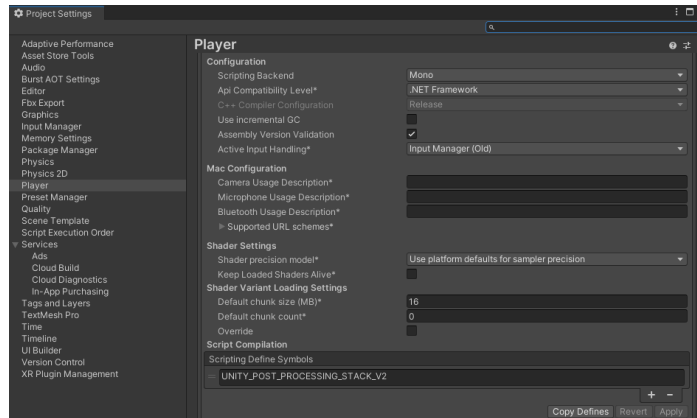 Project Settings
Adaptive Performance
Asset Store Tools
Audio
Burst AOT Settings
Editor
Fbx Export
Graphics
Input Manager
Memory Settings
Package Manager
Physics
Physics 2D
Player
Preset Manager
Quality
Scene Template
Script Execution Order
Services
Ads
Cloud Build
Cloud Diagnostics
In-App Purchasing
Tags and Layers
TextMesh Pro
Time
Timeline
UI Builder
Version Control
XR Plugin Management
Player
Configuration
Scripting Backend Mono
Api Compatibility Level* .NET Framework
C++ Compiler Configuration Release
Use incremental GC
Assembly Version Validation
Active Input Handling* Input Manager (Old)
Mac Configuration
Camera Usage Description*
Microphone Usage Description*
Bluetooth Usage Description*
Supported URL schemes*
Shader Settings
Shader precision model* Use platform defaults for sampler precision
Keep Loaded Shaders Alive*
Shader Variant Loading Settings
Default chunk size (MB)* 16
Default chunk count* 0
Override
Script Compilation
Scripting Define Symbols
UNITY_POST_PROCESSING_STACK_V2
+ −
Copy Defines Revert Apply